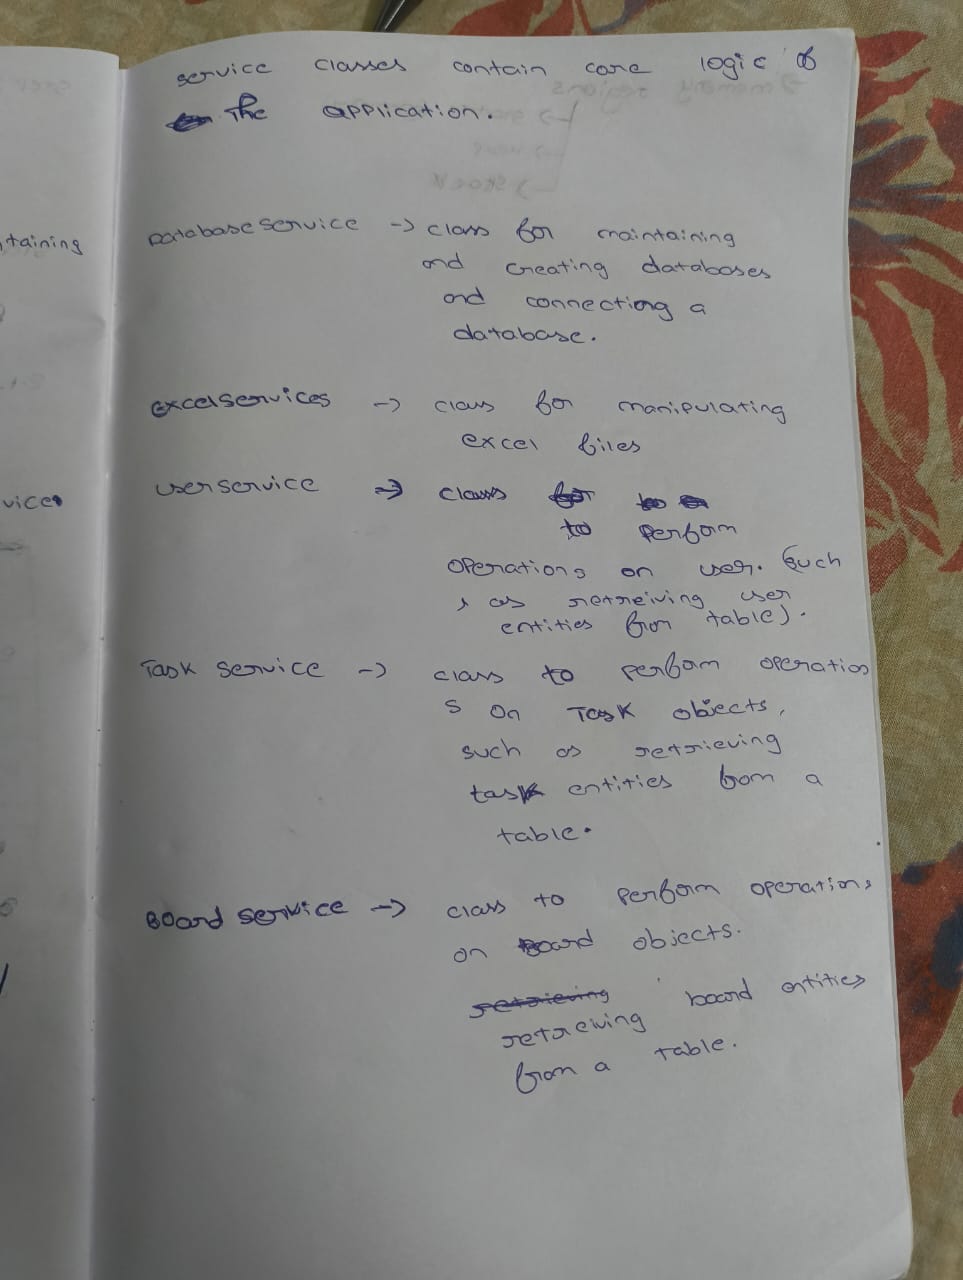 service classes contain core logic of
the application.
Databaseservice -> class for maintaining
and creating databases
and connecting a
database.
excelservices -> class for manipulating
excel files
userservice => class
to perform
operations on user. (such
as retreiving user
entities from table).
Task service -> class to perform operation
s on Task objects,
such as retrieving
task entities from a
table.
Board service -> class to perform operations
on Board objects.
retreiving board entities
from a table.
taining
vice